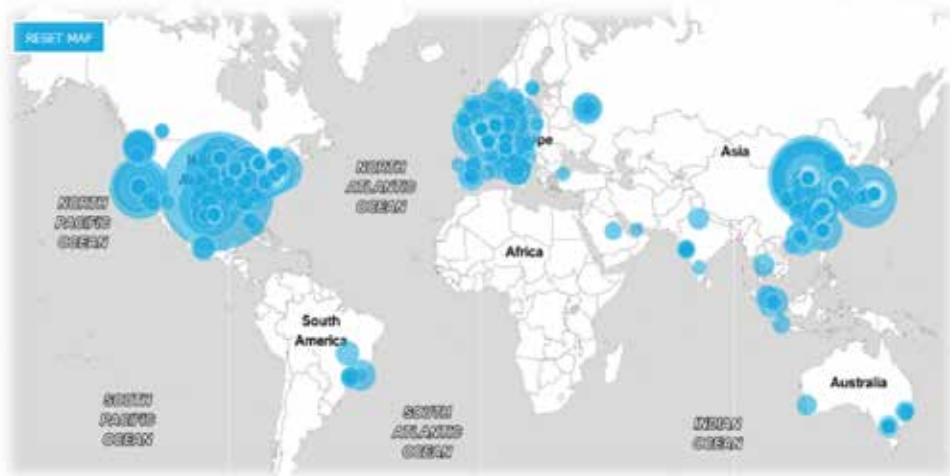 RESET MAP
NORTH
PACIFIC
OCEAN
NORTH
ATLANTIC
OCEAN
Asia
Africa
South
America
Australia
SOUTH
PACIFIC
OCEAN
SOUTH
ATLANTIC
OCEAN
INDIAN
OCEAN